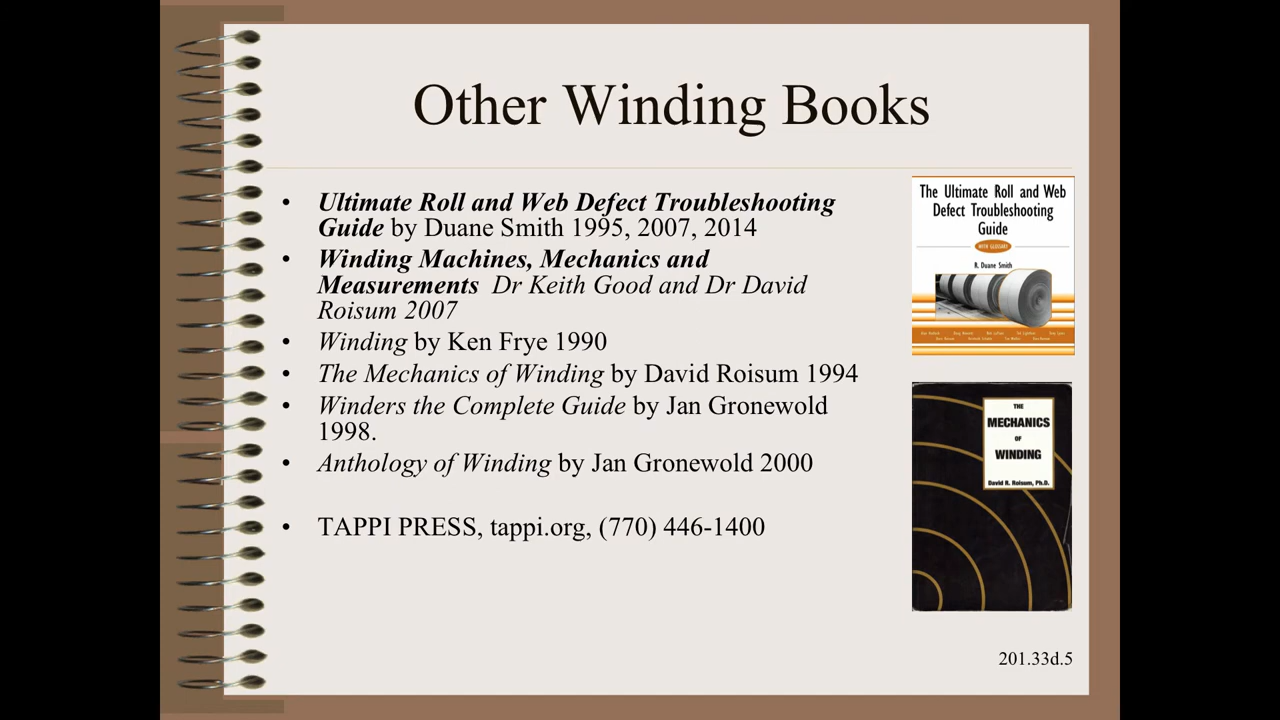 Other Winding Books
• Ultimate Roll and Web Defect Troubleshooting
Guide by Duane Smith 1995, 2007, 2014
• Winding Machines, Mechanics and
Measurements Dr Keith Good and Dr David
Roisum 2007
• Winding by Ken Frye 1990
• The Mechanics of Winding by David Roisum 1994
• Winders the Complete Guide by Jan Gronewold
1998.
• Anthology of Winding by Jan Gronewold 2000
• TAPPI PRESS, tappi.org, (770) 446-1400
The Ultimate Roll and Web
Defect Troubleshooting
Guide
WITH GLOSSARY
R. Duane Smith
THE
MECHANICS
OF
WINDING
David R. Roisum, Ph.D.
201.33d.5